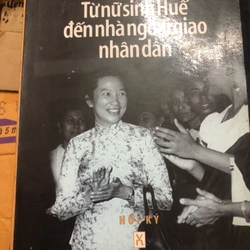 Từ nữ sinh Huế
đến nhà ngoại giao
nhân dân
HỒI KÝ